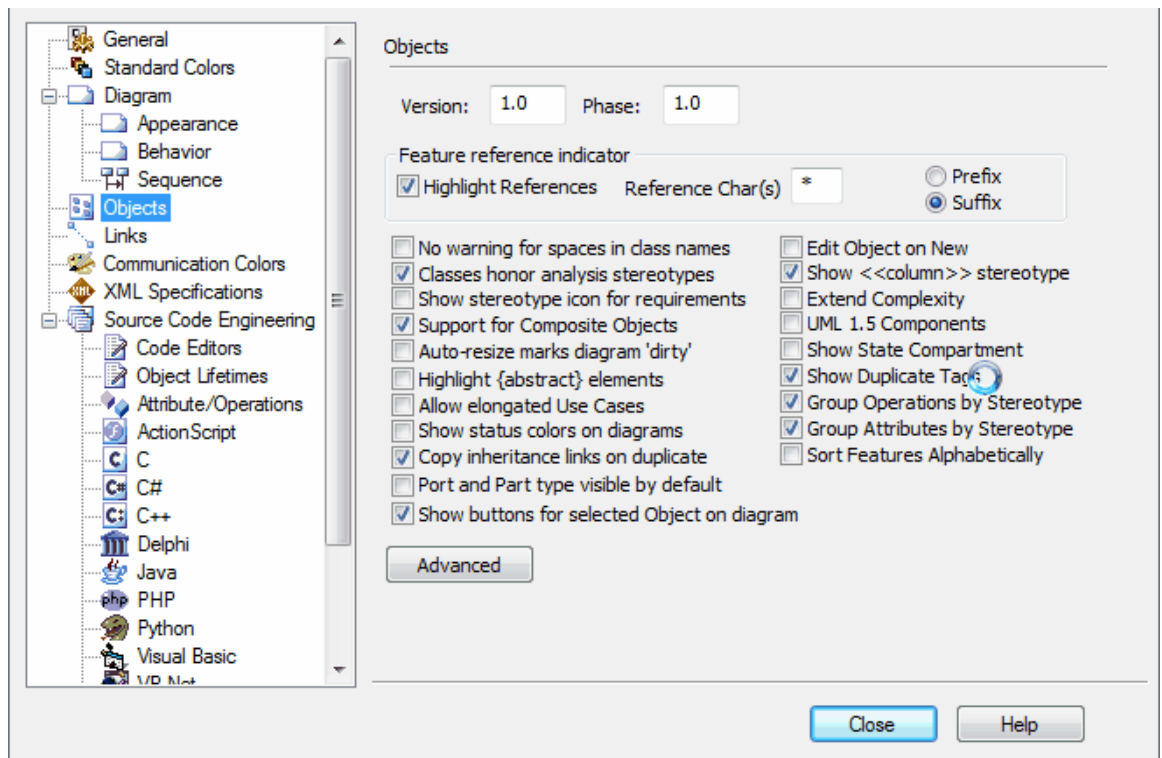 General
Standard Colors
Diagram
Appearance
Behavior
Sequence
Objects
Links
Communication Colors
XML Specifications
Source Code Engineering
Code Editors
Object Lifetimes
Attribute/Operations
ActionScript
C
C#
C++
Delphi
Java
PHP
Python
Visual Basic
VB.Net
Objects
Version: 1.0 Phase: 1.0
Feature reference indicator
Highlight References Reference Char(s) * Prefix
Suffix
No warning for spaces in class names
Classes honor analysis stereotypes
Show stereotype icon for requirements
Support for Composite Objects
Auto-resize marks diagram 'dirty'
Highlight {abstract} elements
Allow elongated Use Cases
Show status colors on diagrams
Copy inheritance links on duplicate
Port and Part type visible by default
Show buttons for selected Object on diagram
Edit Object on New
Show <<column>> stereotype
Extend Complexity
UML 1.5 Components
Show State Compartment
Show Duplicate Tags
Group Operations by Stereotype
Group Attributes by Stereotype
Sort Features Alphabetically
Advanced
Close Help